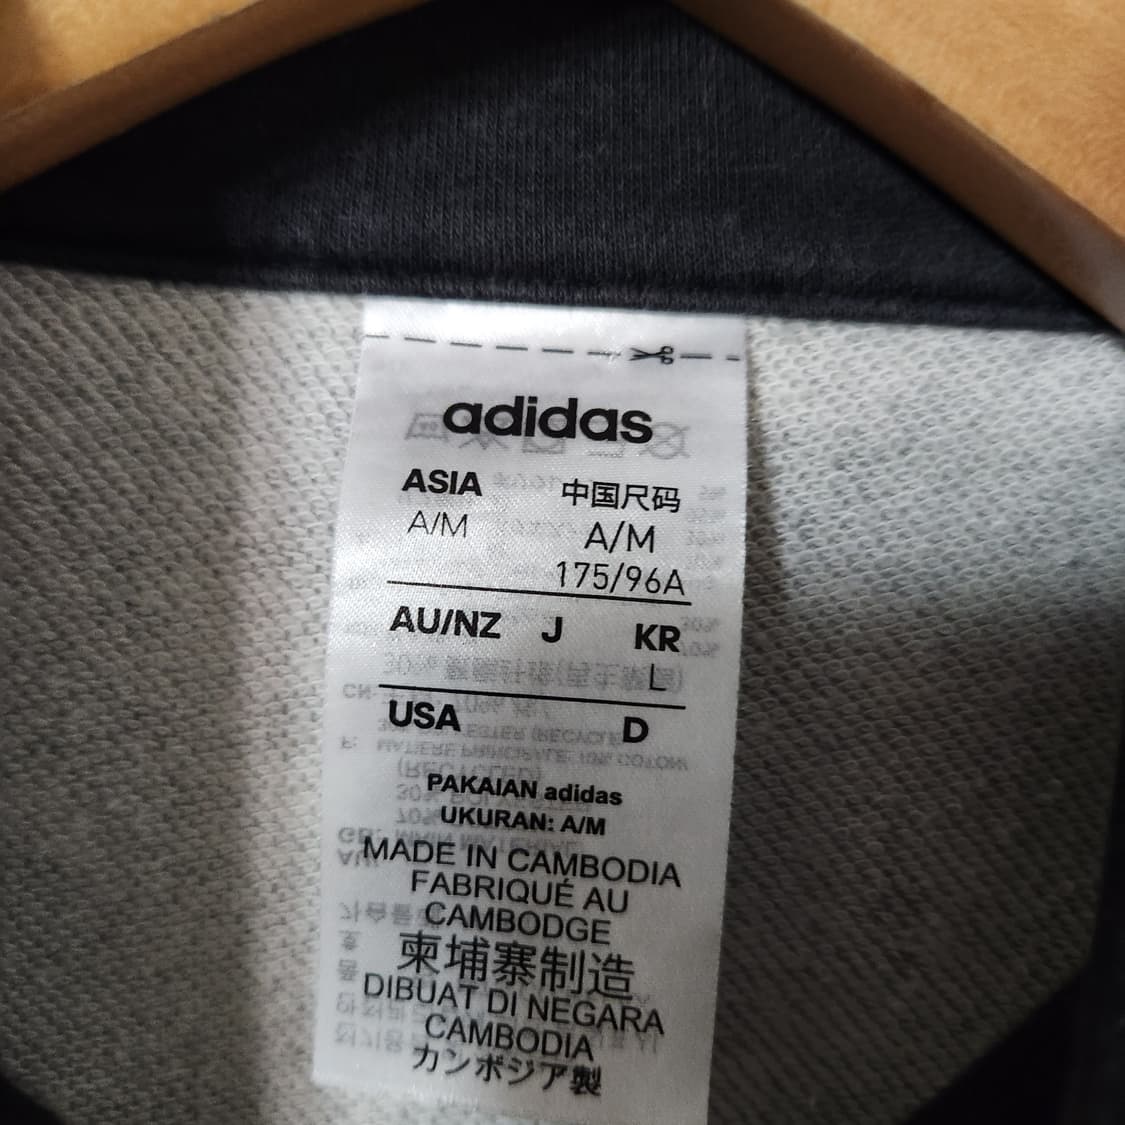 adidas
ASIA 中国尺码
A/M A/M
175/96A
AU/NZ J KR
L
USA D
PAKAIAN adidas
UKURAN: A/M
MADE IN CAMBODIA
FABRIQUÉ AU
CAMBODGE
柬埔寨制造
DIBUAT DI NEGARA
CAMBODIA
カンボジア製